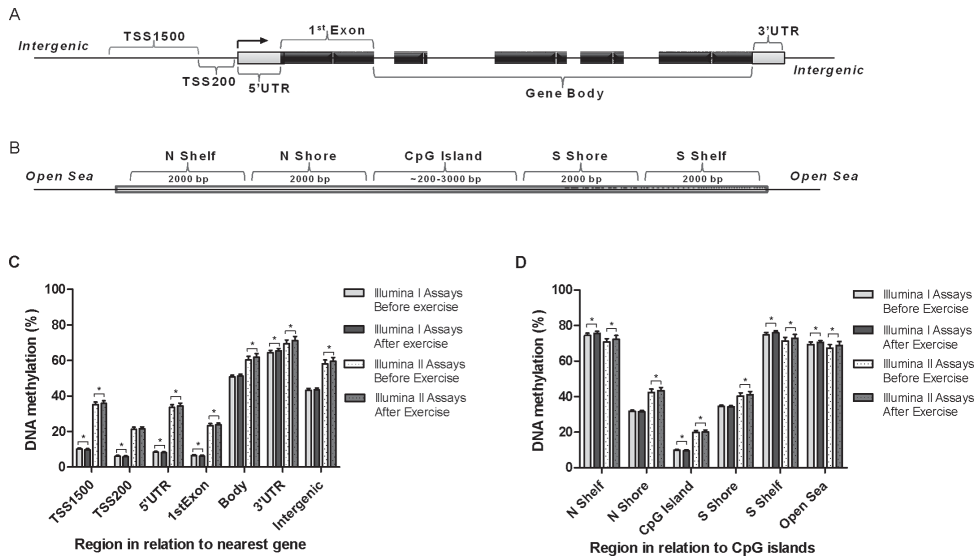 A
Intergenic
TSS1500
TSS200
5'UTR
1st Exon
Gene Body
3'UTR
Intergenic
B
Open Sea
N Shelf
N Shore
CpG Island
S Shore
S Shelf
Open Sea
2000 bp
2000 bp
~200-3000 bp
2000 bp
2000 bp
C
DNA methylation (%)
100
80
60
40
20
0
* * * * * * * * * * *
TSS1500
TSS200
5'UTR
1stExon
Body
3'UTR
Intergenic
Region in relation to nearest gene
Illumina I Assays
Before exercise
Illumina I Assays
After exercise
Illumina II Assays
Before Exercise
Illumina II Assays
After Exercise
D
DNA methylation (%)
100
80
60
40
20
0
* * * * * * * * * *
N Shelf
N Shore
CpG Island
S Shore
S Shelf
Open Sea
Region in relation to CpG islands
Illumina I Assays
Before Exercise
Illumina I Assays
After Exercise
Illumina II Assays
Before Exercise
Illumina II Assays
After Exercise